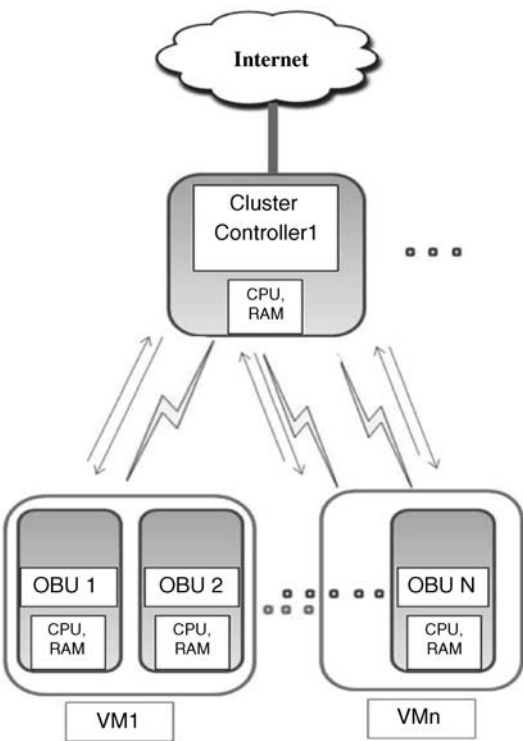 Internet
Cluster
Controller1
CPU,
RAM
OBU 1
OBU 2
OBU N
CPU,
RAM
CPU,
RAM
CPU,
RAM
VM1
VMn